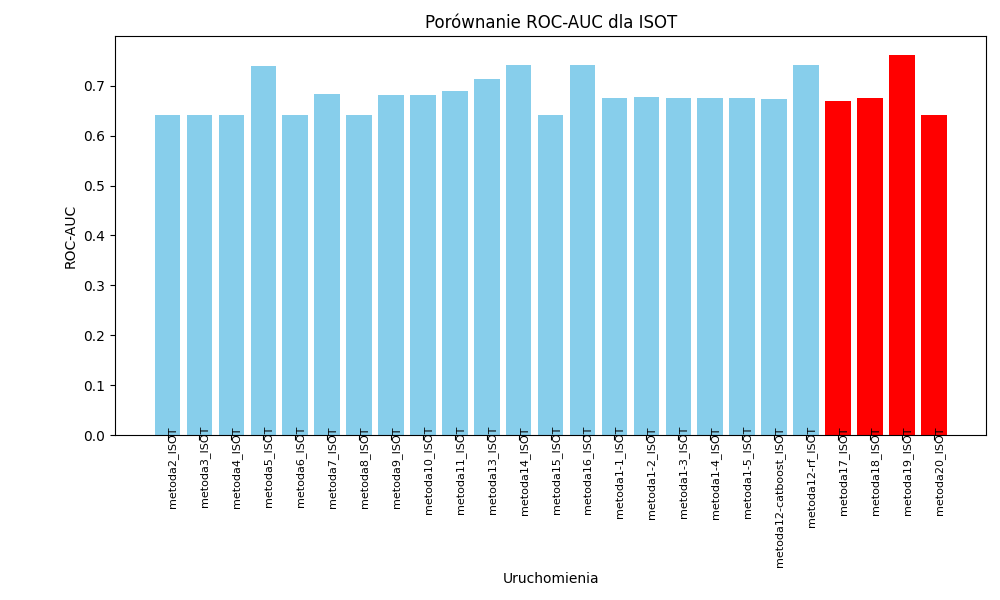 Porównanie ROC-AUC dla ISOT
ROC-AUC
0.7
0.6
0.5
0.4
0.3
0.2
0.1
0.0
metoda2_ISOT
metoda3_ISOT
metoda4_ISOT
metoda5_ISOT
metoda6_ISOT
metoda7_ISOT
metoda8_ISOT
metoda9_ISOT
metoda10_ISOT
metoda11_ISOT
metoda13_ISOT
metoda14_ISOT
metoda15_ISOT
metoda16_ISOT
metoda1-1_ISOT
metoda1-2_ISOT
metoda1-3_ISOT
metoda1-4_ISOT
metoda1-5_ISOT
metoda12-catboost_ISOT
metoda12-rf_ISOT
metoda17_ISOT
metoda18_ISOT
metoda19_ISOT
metoda20_ISOT
Uruchomienia